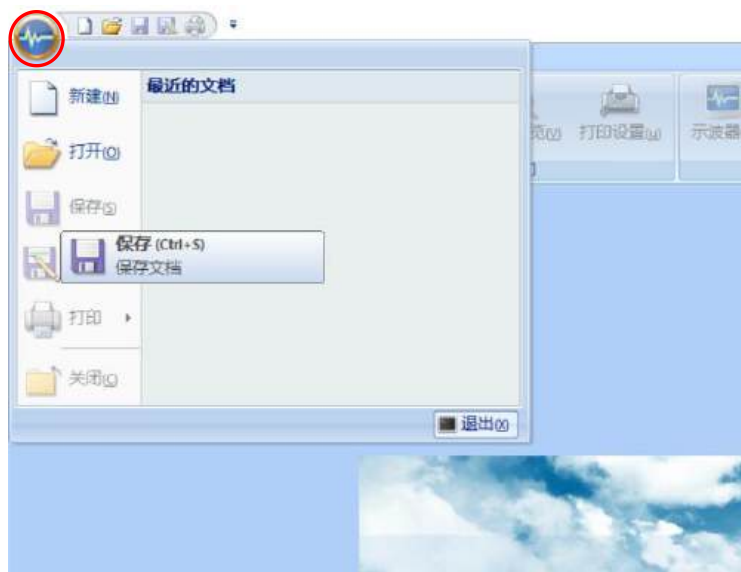 最近的文档
新建(N)
打开(O)
保存(S)
保存 (Ctrl+S)
保存文档
打印
关闭(C)
退出(X)
览(V)
打印设置(U)
示波器